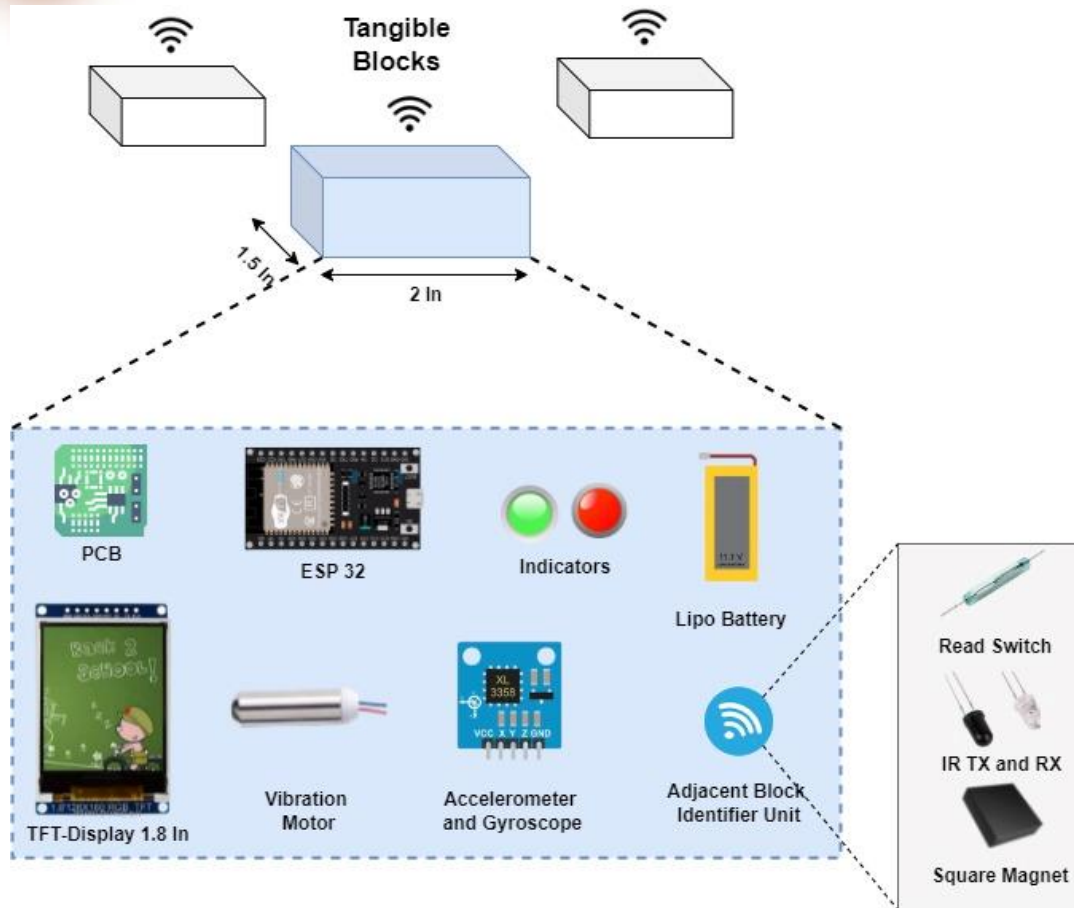 Tangible
Blocks
1.5 In
2 In
PCB
ESP 32
Indicators
11.1 V
Lipo Battery
Back 2
School!
TFT-Display 1.8 In
Vibration
Motor
XL
3358
VCC X Y Z GND
Accelerometer
and Gyroscope
Adjacent Block
Identifier Unit
Read Switch
IR TX and RX
Square Magnet